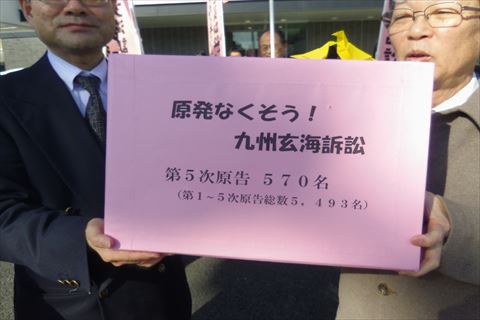 原発なくそう！
九州玄海訴訟
第５次原告 ５７０名
（第１～５次原告総数５，４９３名）